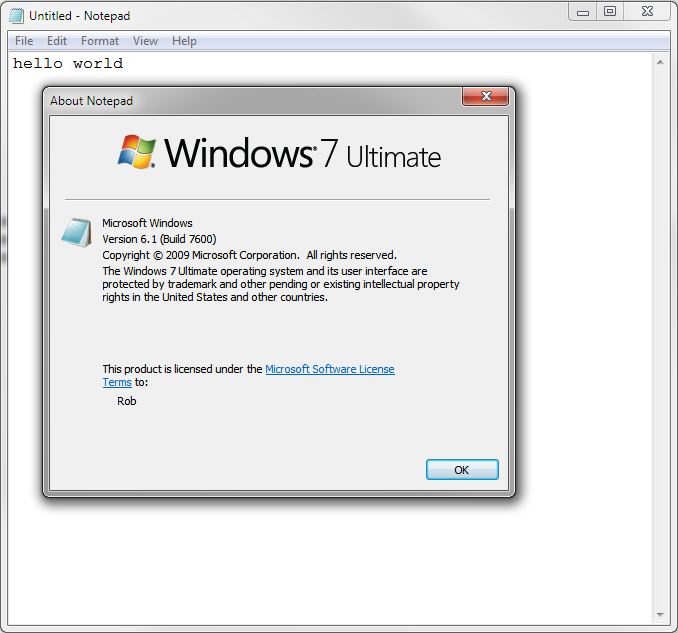 Untitled - Notepad
File Edit Format View Help
hello world
About Notepad
Windows® 7 Ultimate
Microsoft Windows
Version 6.1 (Build 7600)
Copyright © 2009 Microsoft Corporation. All rights reserved.
The Windows 7 Ultimate operating system and its user interface are
protected by trademark and other pending or existing intellectual property
rights in the United States and other countries.
This product is licensed under the Microsoft Software License
Terms to:
Rob
OK